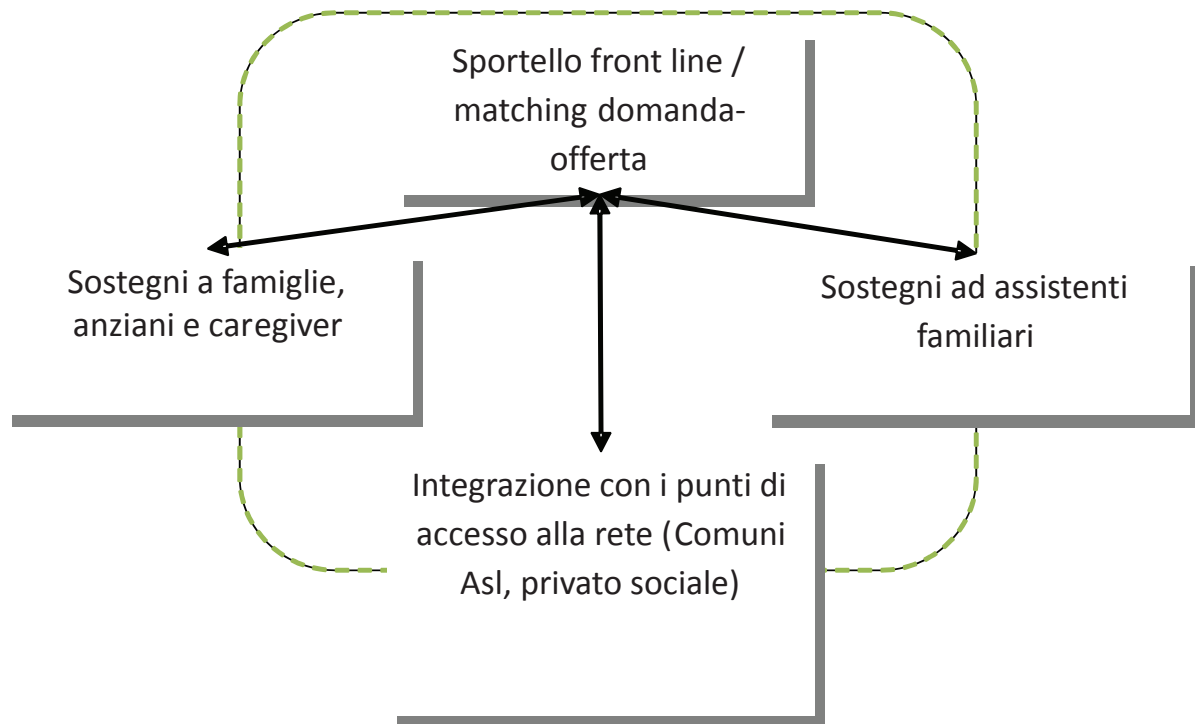 Sportello front line /
matching domanda-
offerta
Sostegni a famiglie,
anziani e caregiver
Sostegni ad assistenti
familiari
Integrazione con i punti di
accesso alla rete (Comuni
Asl, privato sociale)